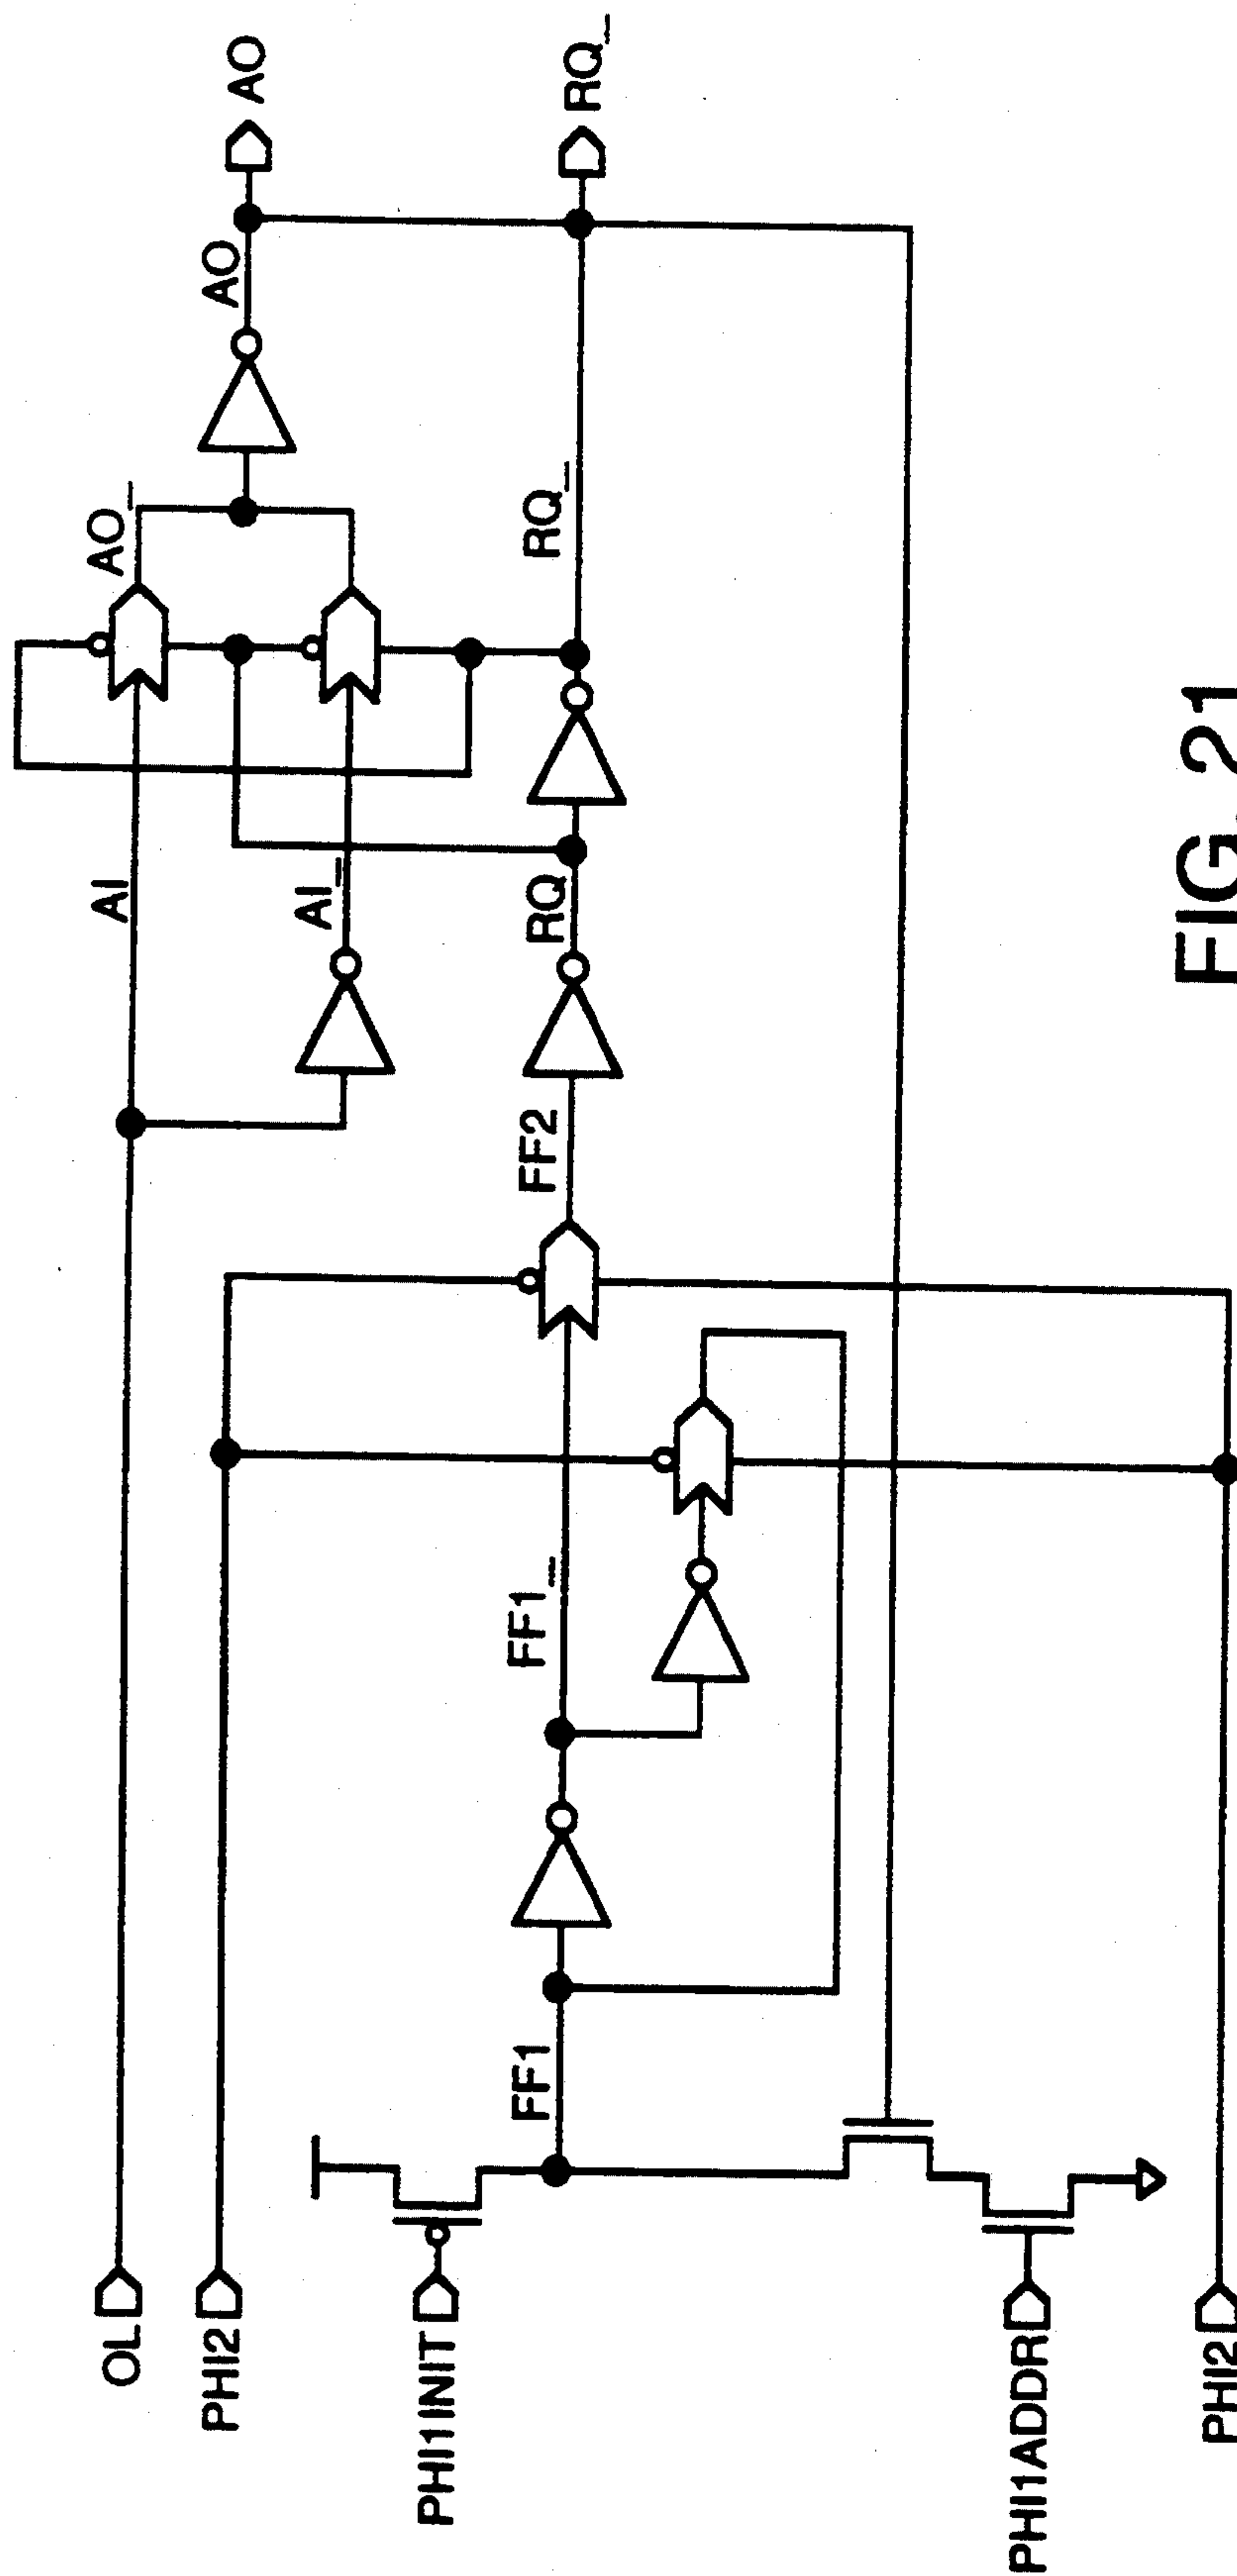 OL
PHI2
PHI1INIT
PHI1ADDR
PHI2
FF1
FF1_
FF2
AI
AI_
RQ
AO_
RQ_
AO
AO
RQ_
FIG. 21